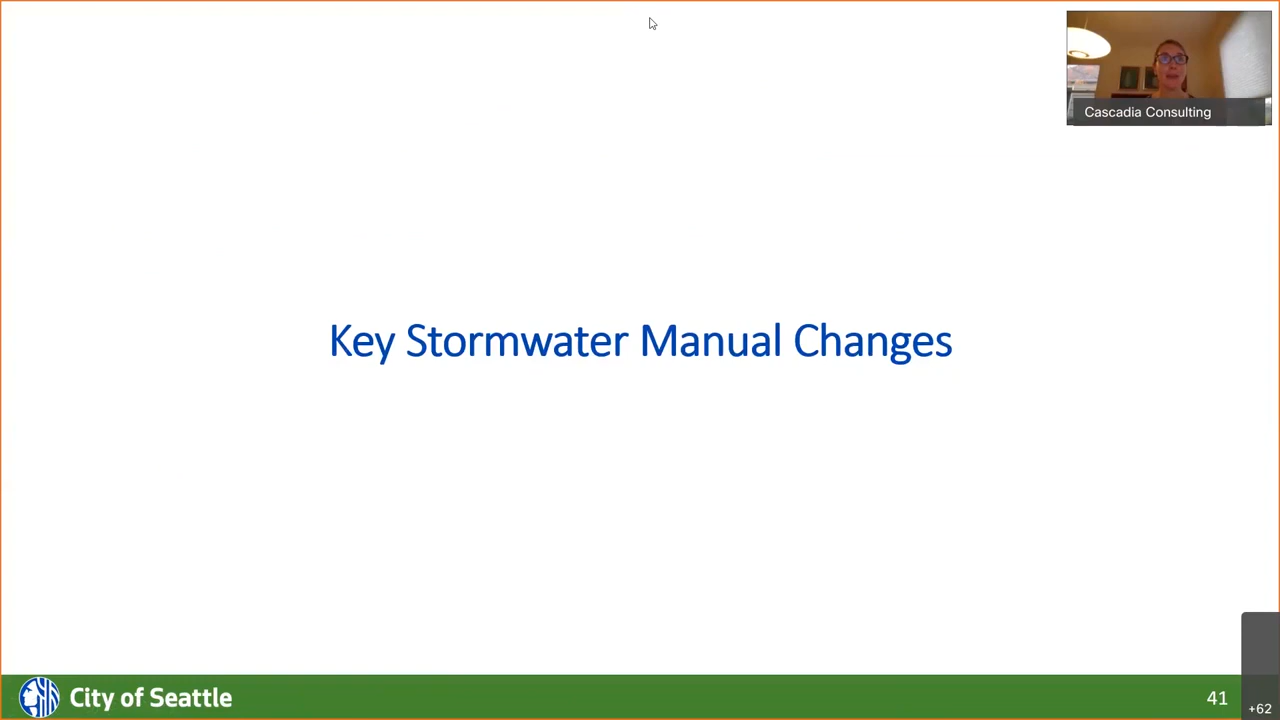 Cascadia Consulting
Key Stormwater Manual Changes
City of Seattle
41
+62